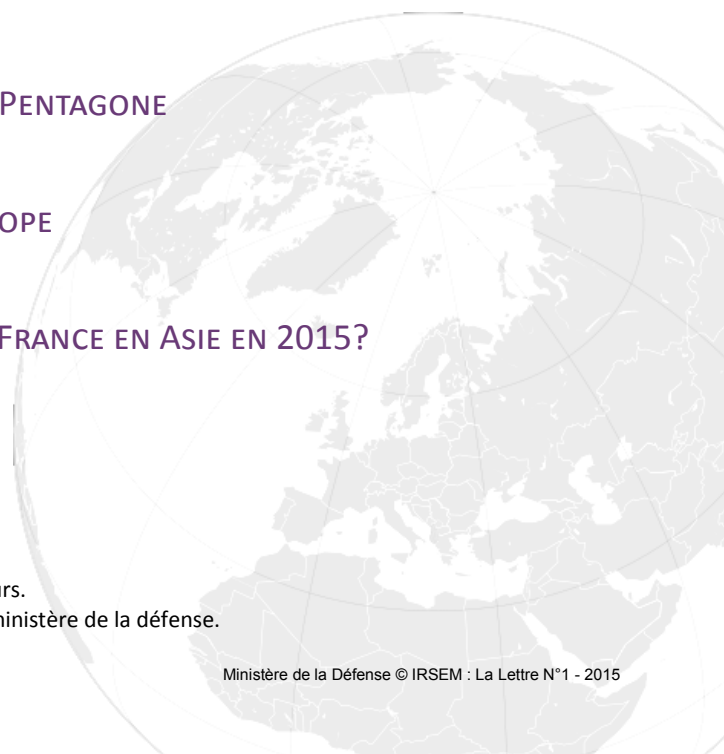 PENTAGONE
OPE
FRANCE EN ASIE EN 2015?
urs.
ministère de la défense.
Ministère de la Défense © IRSEM : La Lettre N°1 - 2015